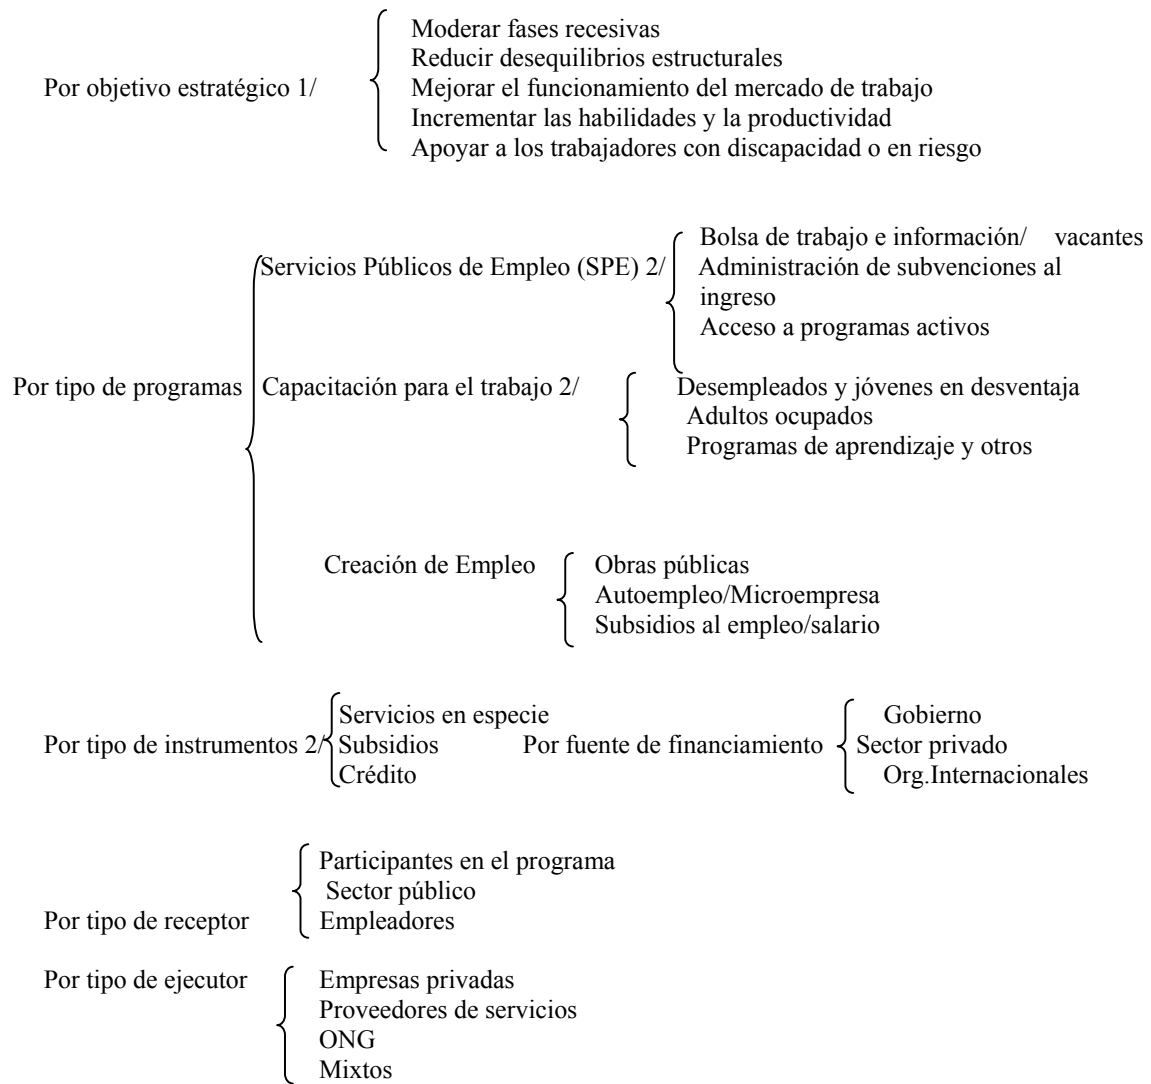 Moderar fases recesivas
Reducir desequilibrios estructurales
Por objetivo estratégico 1/ Mejorar el funcionamiento del mercado de trabajo
Incrementar las habilidades y la productividad
Apoyar a los trabajadores con discapacidad o en riesgo
Bolsa de trabajo e información/ vacantes
Servicios Públicos de Empleo (SPE) 2/ Administración de subvenciones al
ingreso
Acceso a programas activos
Por tipo de programas Capacitación para el trabajo 2/ Desempleados y jóvenes en desventaja
Adultos ocupados
Programas de aprendizaje y otros
Creación de Empleo Obras públicas
Autoempleo/Microempresa
Subsidios al empleo/salario
Servicios en especie Gobierno
Por tipo de instrumentos 2/ Subsidios Por fuente de financiamiento Sector privado
Crédito Org.Internacionales
Participantes en el programa
Sector público
Por tipo de receptor Empleadores
Por tipo de ejecutor Empresas privadas
Proveedores de servicios
ONG
Mixtos